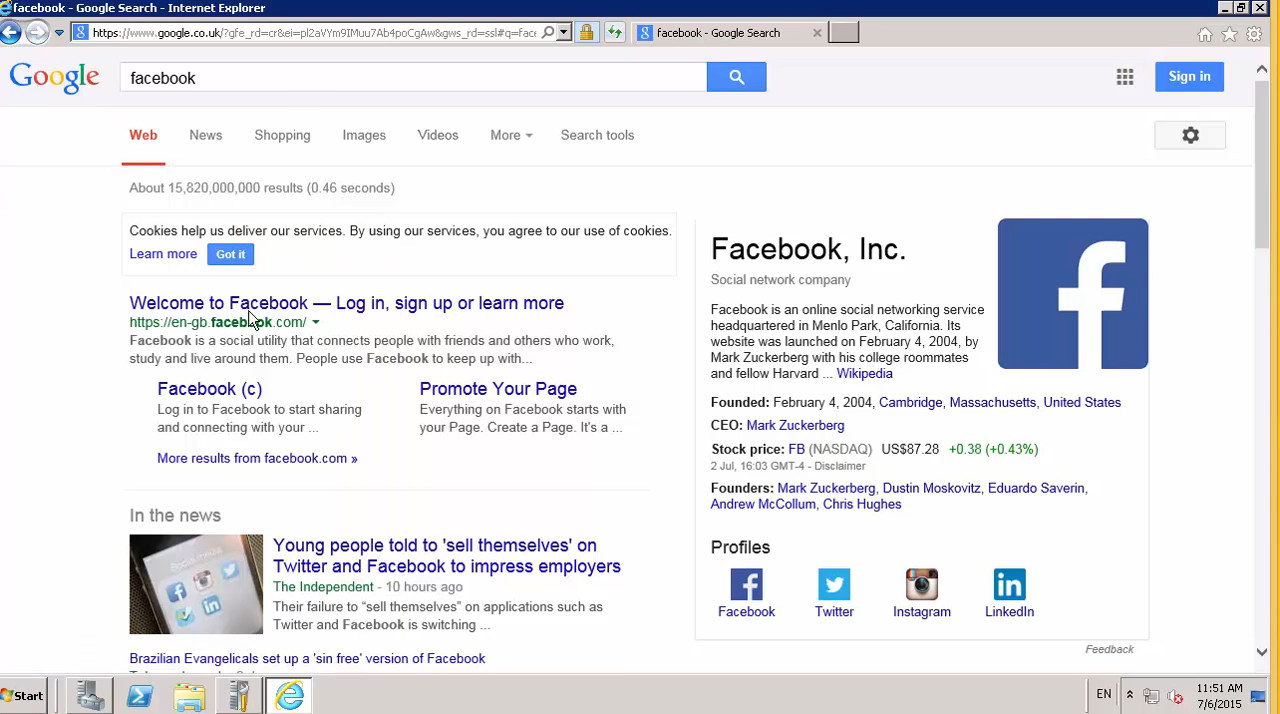 facebook - Google Search - Internet Explorer
https://www.google.co.uk/?gfe_rd=cr&ei=pl2aVYm9IMuu7Ab4poCgAw&gws_rd=ssl#q=face
facebook - Google Search
Google
facebook
Sign in
Web News Shopping Images Videos More Search tools
About 15,820,000,000 results (0.46 seconds)
Cookies help us deliver our services. By using our services, you agree to our use of cookies.
Learn more Got it
Welcome to Facebook — Log in, sign up or learn more
https://en-gb.facebook.com/
Facebook is a social utility that connects people with friends and others who work,
study and live around them. People use Facebook to keep up with...
Facebook (c)
Log in to Facebook to start sharing
and connecting with your ...
Promote Your Page
Everything on Facebook starts with
your Page. Create a Page. It's a ...
More results from facebook.com »
In the news
Young people told to 'sell themselves' on
Twitter and Facebook to impress employers
The Independent - 10 hours ago
Their failure to “sell themselves” on applications such as
Twitter and Facebook is switching ...
Brazilian Evangelicals set up a 'sin free' version of Facebook
Facebook, Inc.
Social network company
Facebook is an online social networking service
headquartered in Menlo Park, California. Its
website was launched on February 4, 2004, by
Mark Zuckerberg with his college roommates
and fellow Harvard ... Wikipedia
Founded: February 4, 2004, Cambridge, Massachusetts, United States
CEO: Mark Zuckerberg
Stock price: FB (NASDAQ) US$87.28 +0.38 (+0.43%)
2 Jul, 16:03 GMT-4 - Disclaimer
Founders: Mark Zuckerberg, Dustin Moskovitz, Eduardo Saverin,
Andrew McCollum, Chris Hughes
Profiles
Facebook Twitter Instagram LinkedIn
Feedback
Start
EN
11:51 AM
7/6/2015